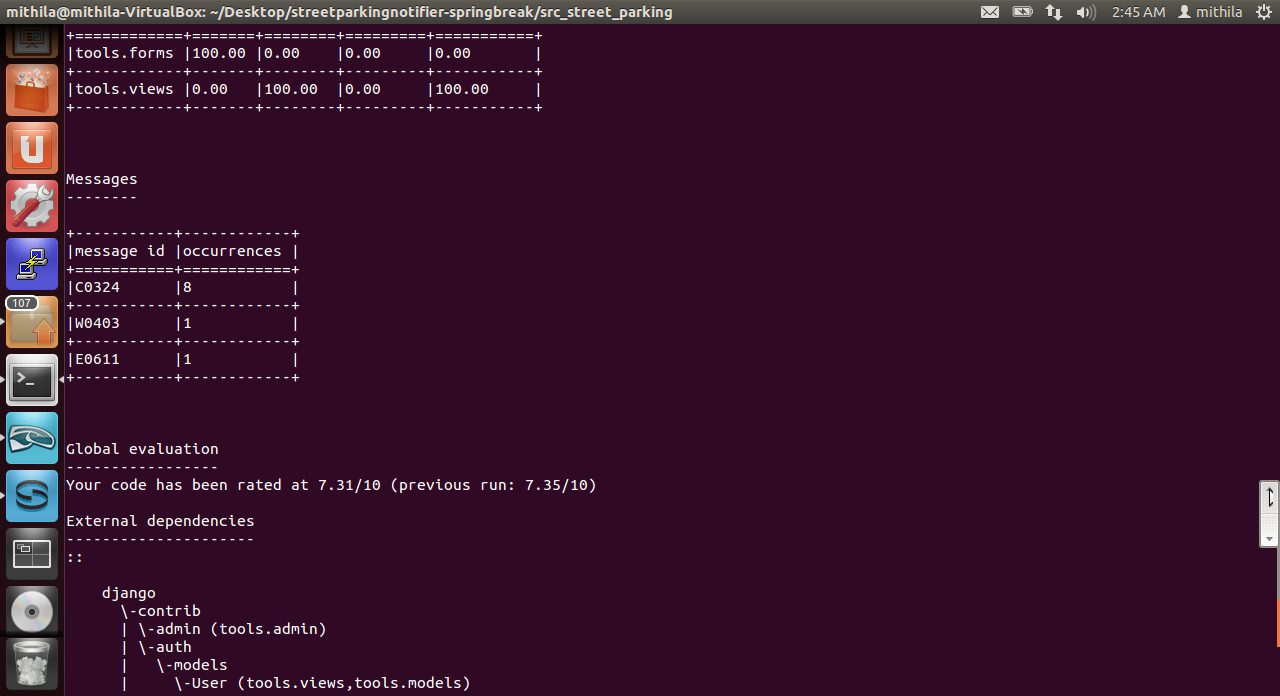 mithila@mithila-VirtualBox: ~/Desktop/streetparkingnotifier-springbreak/src_street_parking
2:45 AM mithila
+============+=======+========+=========+===========+
|tools.forms |100.00 |0.00    |0.00     |0.00       |
+------------+-------+--------+---------+-----------+
|tools.views |0.00   |100.00  |0.00     |100.00     |
+------------+-------+--------+---------+-----------+
Messages
--------
+-----------+------------+
|message id |occurrences |
+===========+============+
|C0324      |8           |
+-----------+------------+
|W0403      |1           |
+-----------+------------+
|E0611      |1           |
+-----------+------------+
107
Global evaluation
-----------------
Your code has been rated at 7.31/10 (previous run: 7.35/10)
External dependencies
---------------------
::
    django
      \-contrib
      | \-admin (tools.admin)
      | \-auth
      |   \-models
      |     \-User (tools.views,tools.models)